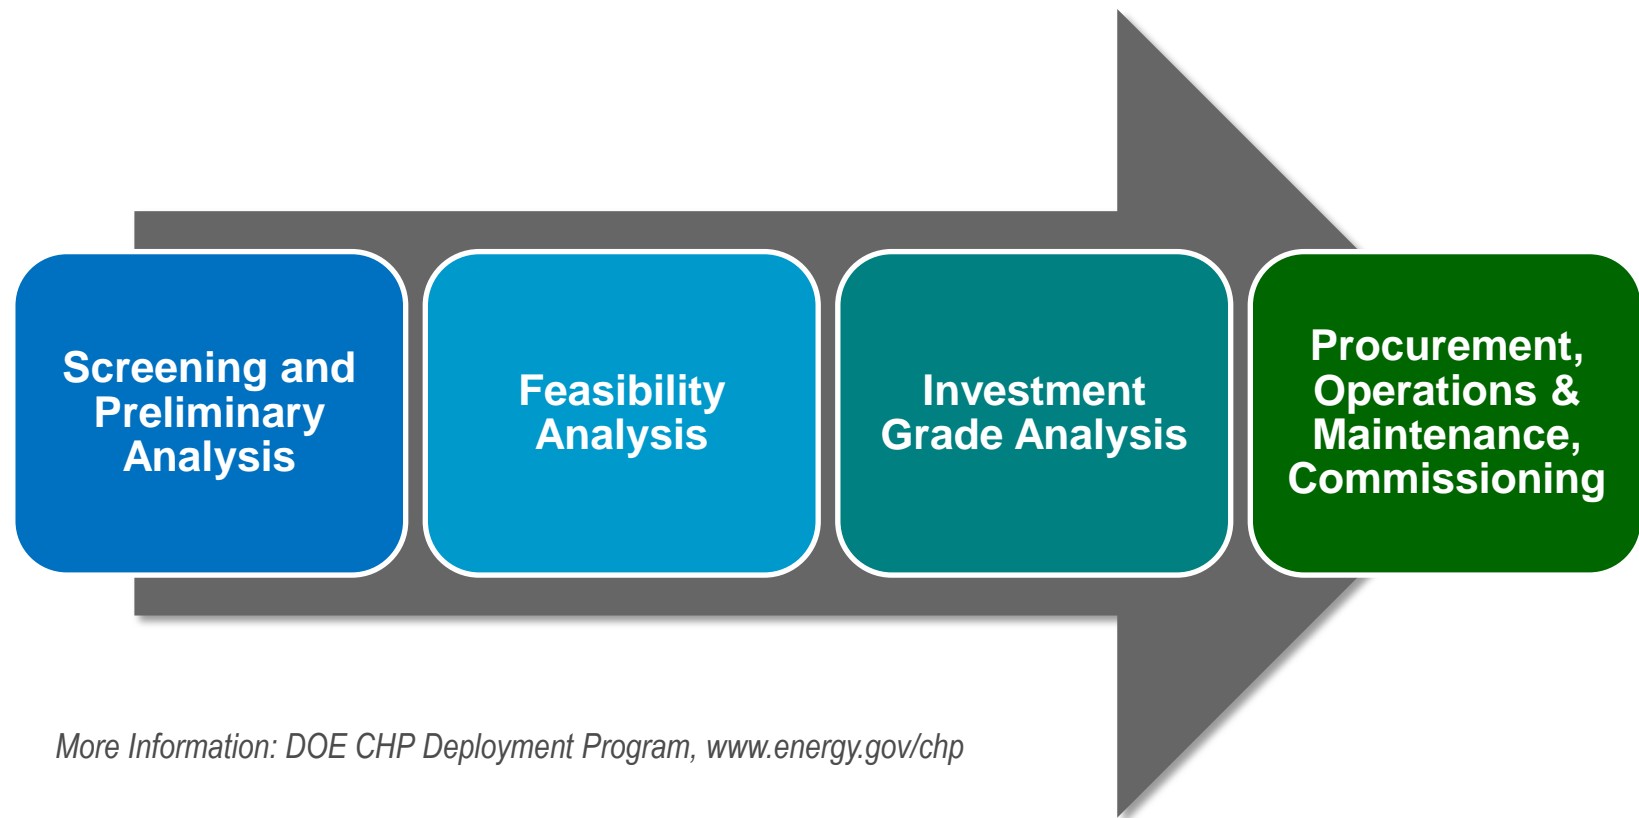 Screening and
Preliminary
Analysis
Feasibility
Analysis
Investment
Grade Analysis
Procurement,
Operations &
Maintenance,
Commissioning
More Information: DOE CHP Deployment Program, www.energy.gov/chp